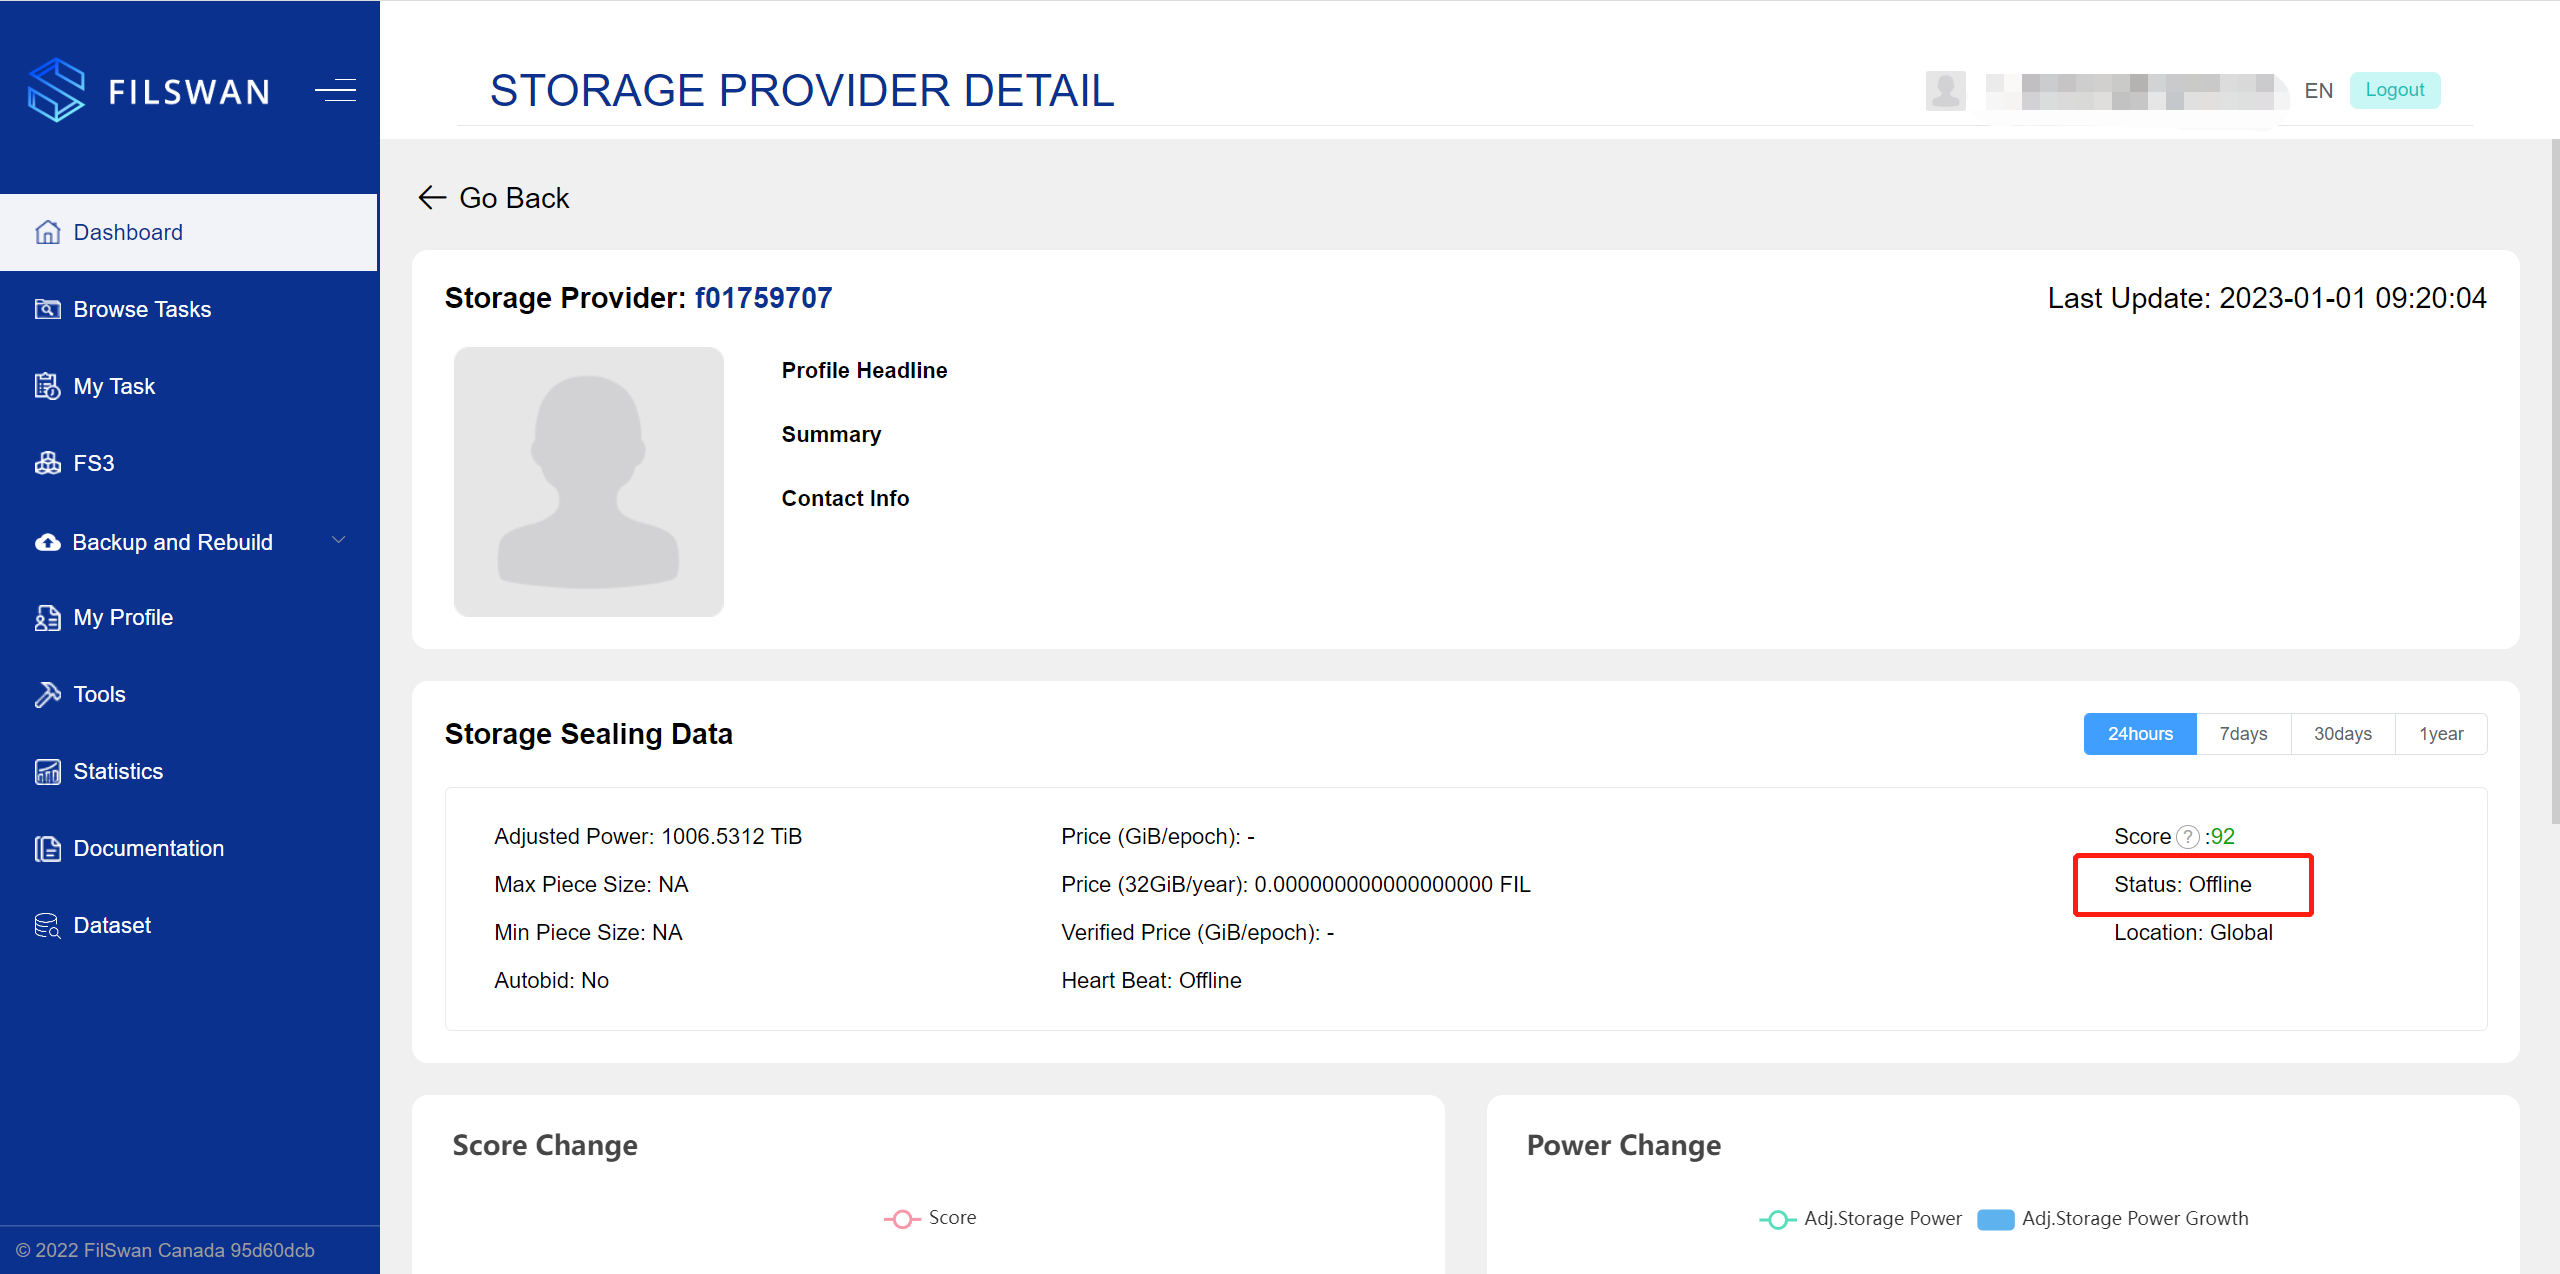 FILSWAN
STORAGE PROVIDER DETAIL
EN
Logout
Dashboard
Browse Tasks
My Task
FS3
Backup and Rebuild
My Profile
Tools
Statistics
Documentation
Dataset
© 2022 FilSwan Canada 95d60dcb
Go Back
Storage Provider: f01759707
Last Update: 2023-01-01 09:20:04
Profile Headline
Summary
Contact Info
Storage Sealing Data
24hours 7days 30days 1year
Adjusted Power: 1006.5312 TiB
Max Piece Size: NA
Min Piece Size: NA
Autobid: No
Price (GiB/epoch): -
Price (32GiB/year): 0.000000000000000000 FIL
Verified Price (GiB/epoch): -
Heart Beat: Offline
Score ? :92
Status: Offline
Location: Global
Score Change
Score
Power Change
Adj.Storage Power Adj.Storage Power Growth